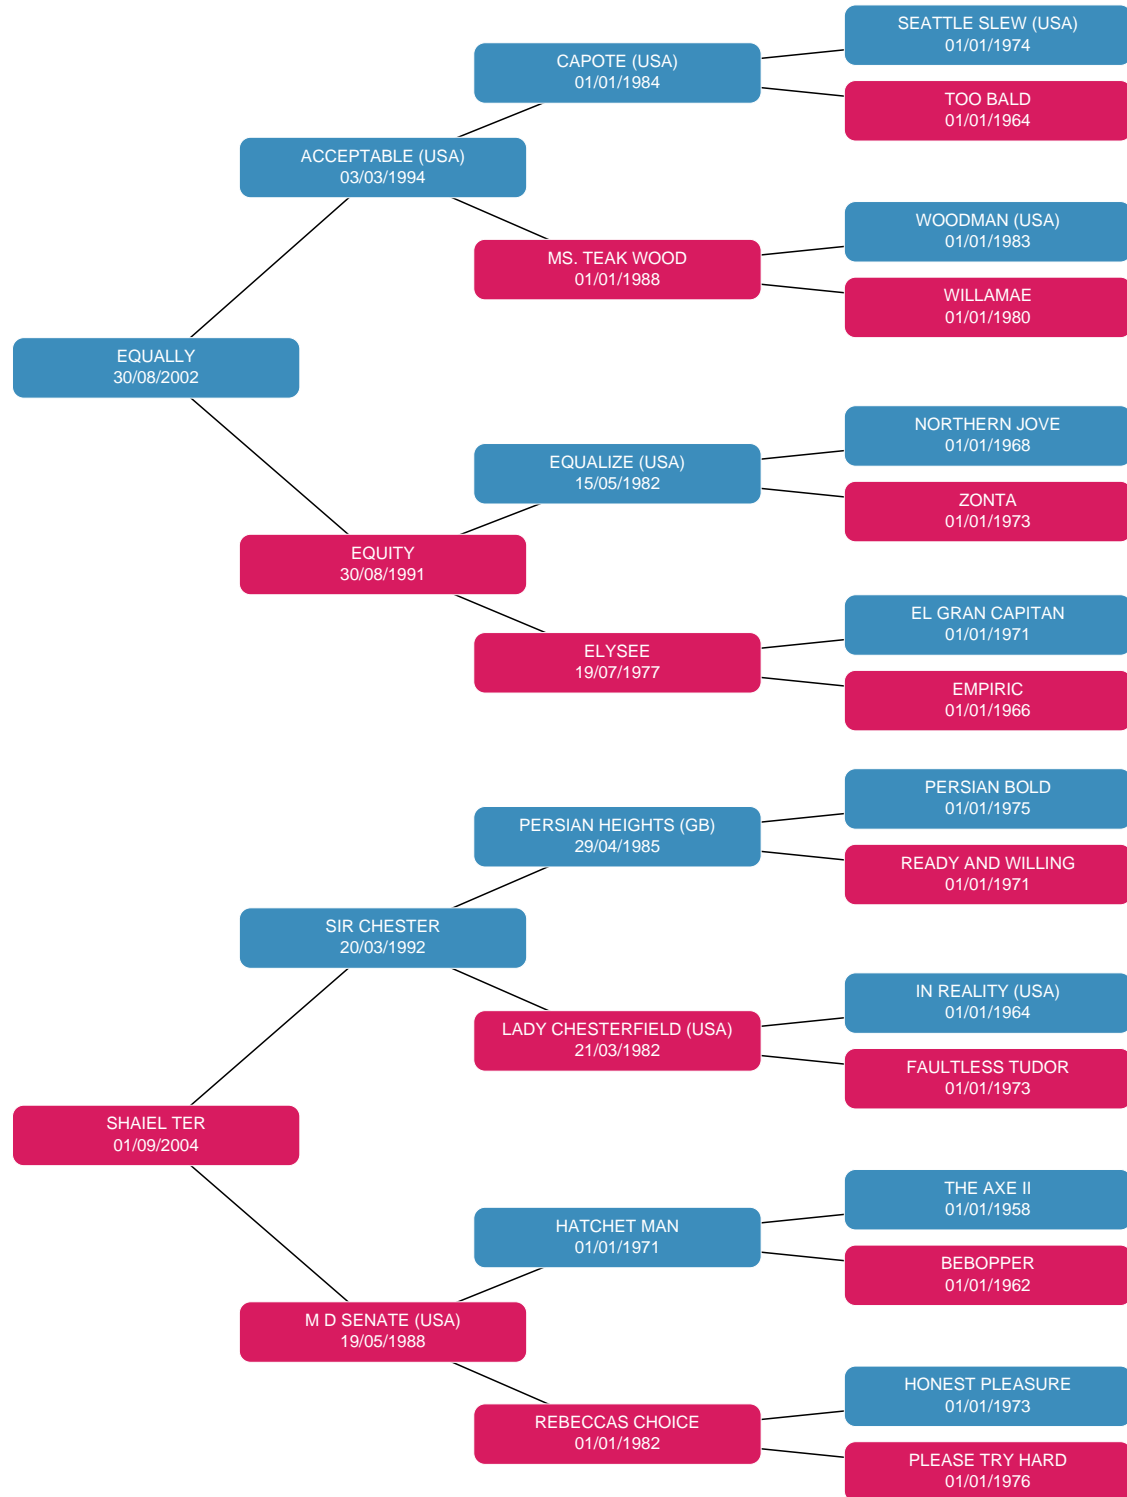 SEATTLE SLEW (USA)
01/01/1974
CAPOTE (USA)
01/01/1984
TOO BALD
01/01/1964
ACCEPTABLE (USA)
03/03/1994
WOODMAN (USA)
01/01/1983
MS. TEAK WOOD
01/01/1988
WILLAMAE
01/01/1980
EQUALLY
30/08/2002
NORTHERN JOVE
01/01/1968
EQUALIZE (USA)
15/05/1982
ZONTA
01/01/1973
EQUITY
30/08/1991
EL GRAN CAPITAN
01/01/1971
ELYSEE
19/07/1977
EMPIRIC
01/01/1966
PERSIAN BOLD
01/01/1975
PERSIAN HEIGHTS (GB)
29/04/1985
READY AND WILLING
01/01/1971
SIR CHESTER
20/03/1992
IN REALITY (USA)
01/01/1964
LADY CHESTERFIELD (USA)
21/03/1982
FAULTLESS TUDOR
01/01/1973
SHAIEL TER
01/09/2004
THE AXE II
01/01/1958
HATCHET MAN
01/01/1971
BEBOPPER
01/01/1962
M D SENATE (USA)
19/05/1988
HONEST PLEASURE
01/01/1973
REBECCAS CHOICE
01/01/1982
PLEASE TRY HARD
01/01/1976